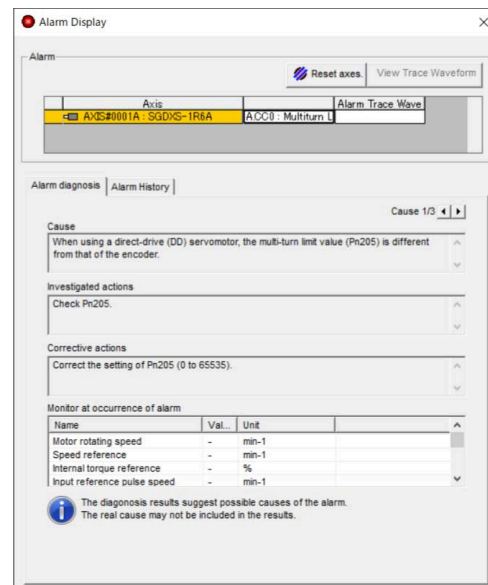 Alarm Display
Alarm
Reset axes.
View Trace Waveform
Axis
Alarm Trace Wave
AXIS#0001A : SGDXS-1R6A
A.CC0 : Multiturn L
Alarm diagnosis
Alarm History
Cause 1/3
Cause
When using a direct-drive (DD) servomotor, the multi-turn limit value (Pn205) is different
from that of the encoder.
Investigated actions
Check Pn205.
Corrective actions
Correct the setting of Pn205 (0 to 65535).
Monitor at occurrence of alarm
Name Val... Unit
Motor rotating speed - min-1
Speed reference - min-1
Internal torque reference - %
Input reference pulse speed - min-1
The diagonosis results suggest possible causes of the alarm.
The real cause may not be included in the results.